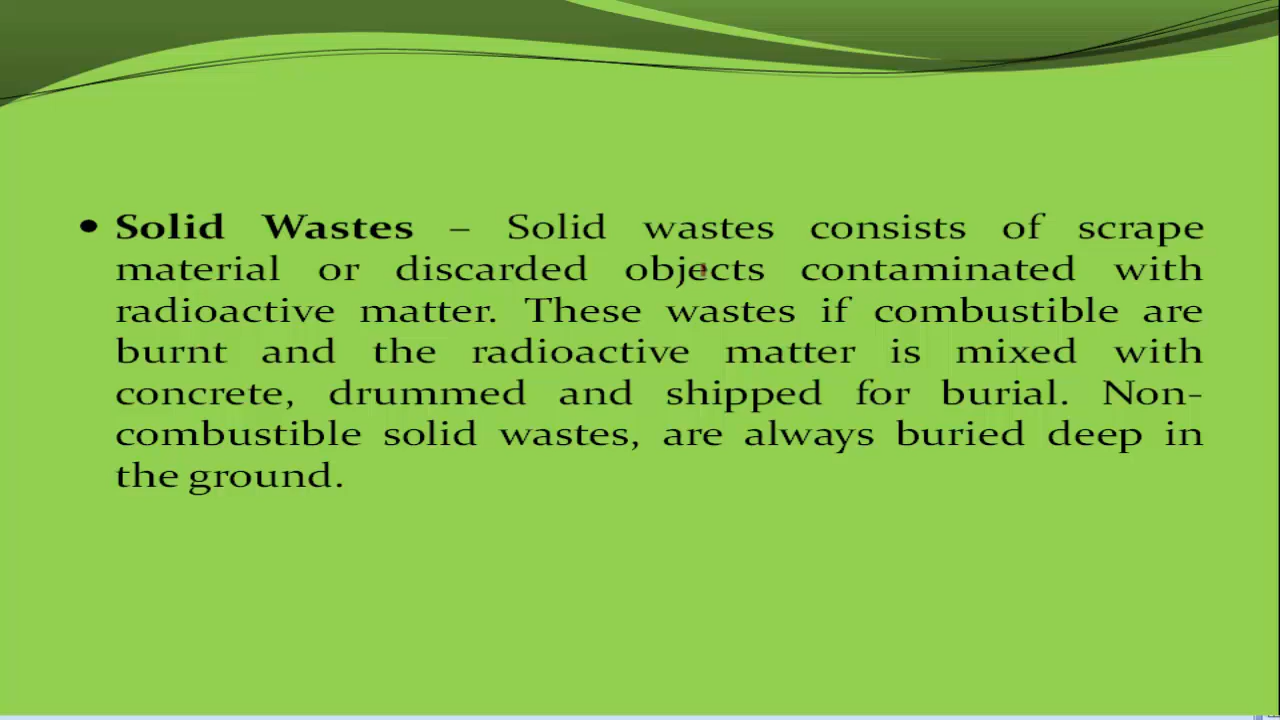 • Solid Wastes – Solid wastes consists of scrape
material or discarded objects contaminated with
radioactive matter. These wastes if combustible are
burnt and the radioactive matter is mixed with
concrete, drummed and shipped for burial. Non-
combustible solid wastes, are always buried deep in
the ground.